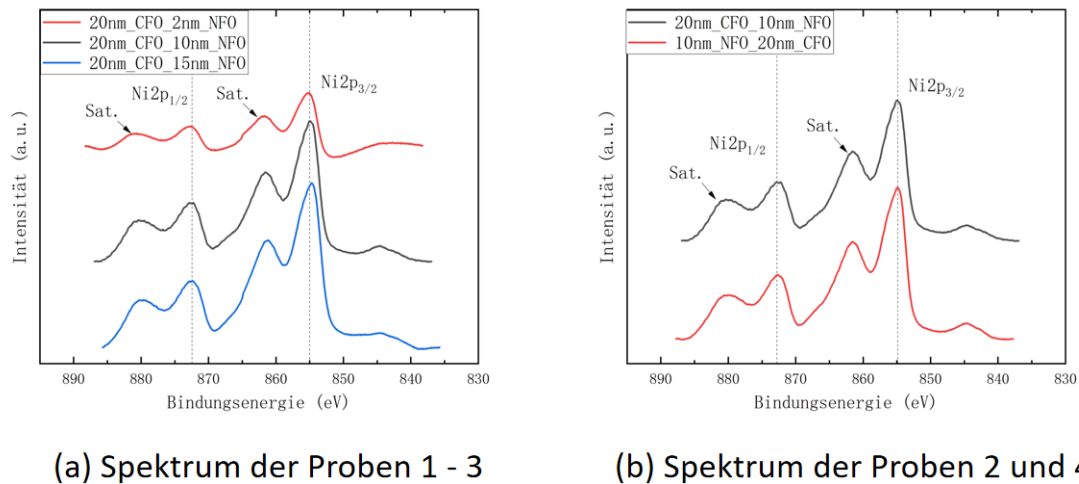 20nm_CFO_2nm_NFO
20nm_CFO_10nm_NFO
20nm_CFO_15nm_NFO
Ni2p3/2
Ni2p1/2
Sat.
Sat.
Intensität (a.u.)
890 880 870 860 850 840 830
Bindungsenergie (eV)
(a) Spektrum der Proben 1 - 3
20nm_CFO_10nm_NFO
10nm_NFO_20nm_CFO
Ni2p3/2
Ni2p1/2
Sat.
Sat.
Intensität (a.u.)
890 880 870 860 850 840 830
Bindungsenergie (eV)
(b) Spektrum der Proben 2 und 4